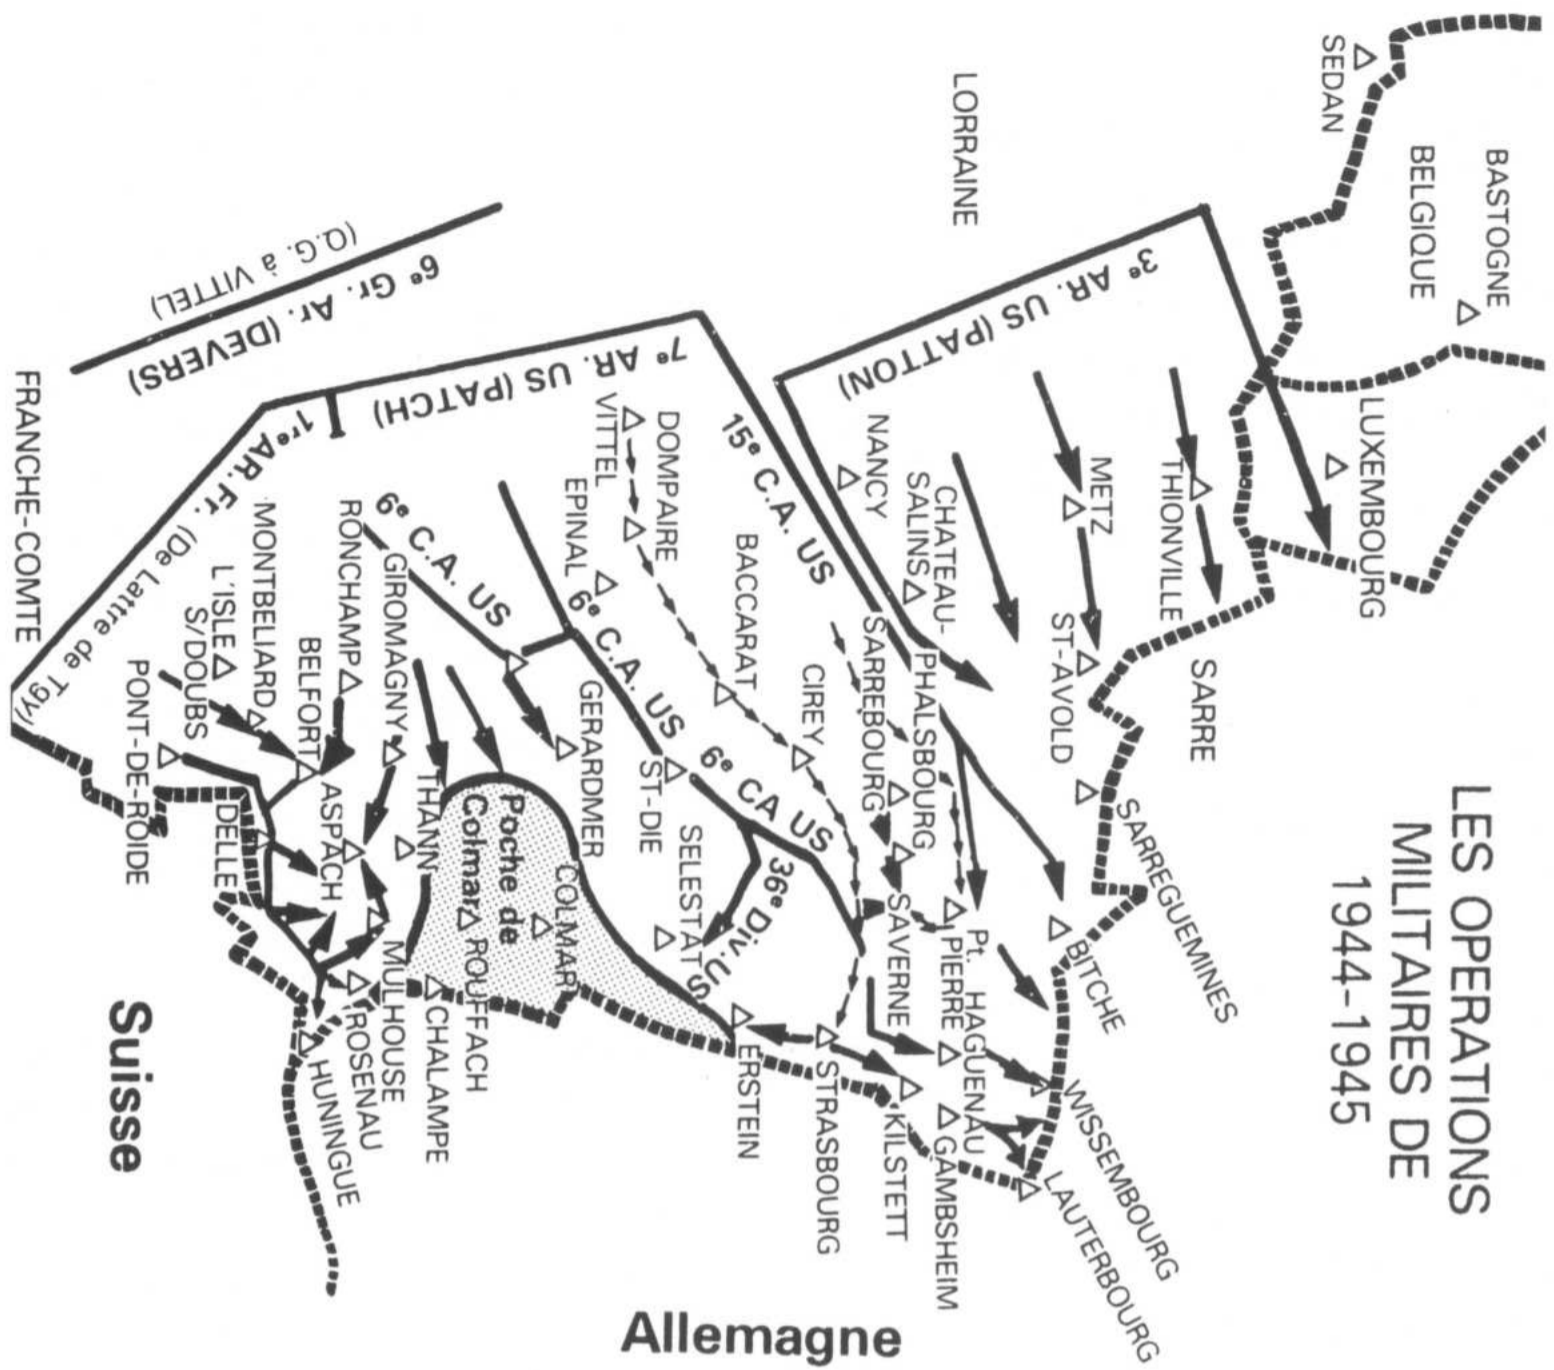 LES OPERATIONS
MILITAIRES DE
1944-1945
BASTOGNE
BELGIQUE
SEDAN
LUXEMBOURG
LORRAINE
3e AR. US (PATTON)
THIONVILLE
METZ
SARRE
ST-AVOLD
SARREGUEMINES
BITCHE
WISSEMBOURG
LAUTERBOURG
NANCY
CHATEAU-
SALINS
PHALSBOURG
SARREBOURG
Pt.
PIERRE
HAGUENAU
GAMBSHEIM
SAVERNE
KILSTETT
STRASBOURG
15e C.A. US
CIREY
BACCARAT
DOMPAIRE
VITTEL
EPINAL
7e AR. US (PATCH)
6e C.A. US
6e CA US
36e Div.US
ERSTEIN
SELESTAT
ST-DIE
GERARDMER
COLMAR
Poche de
Colmar
ROUFFACH
CHALAMPE
6e C.A. US
6e Gr. Ar. (DEVERS)
(Q.G. à VITTEL)
1re AR. Fr. (De Lattre de Tgy)
THANN
GIROMAGNY
RONCHAMP
MULHOUSE
ROSENAU
HUNINGUE
ASPACH
BELFORT
MONTBELIARD
L'ISLE
S/DOUBS
DELLE
PONT-DE-ROIDE
FRANCHE-COMTE
Suisse
Allemagne